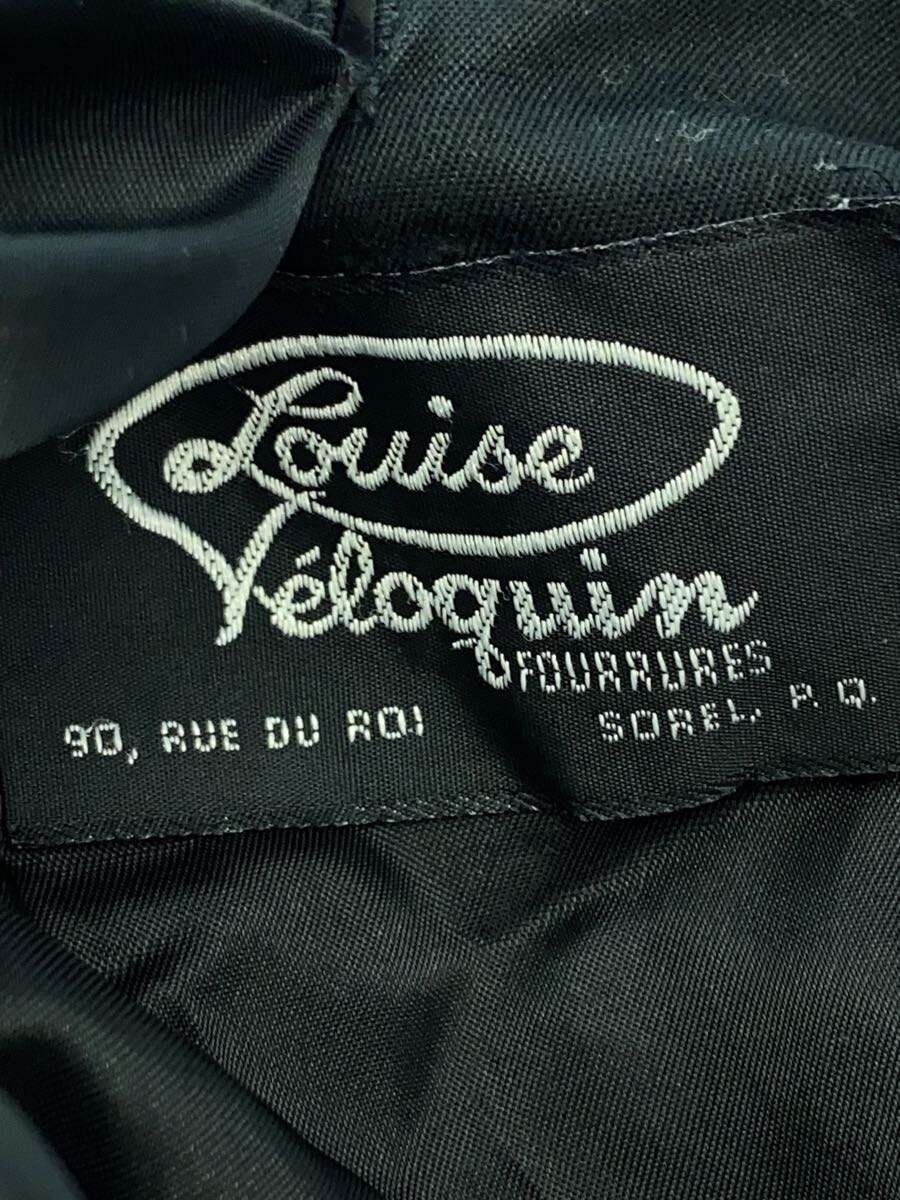 Louise
Véloquin
FOURRURES
90, RUE DU ROI
SOREL, P.Q.